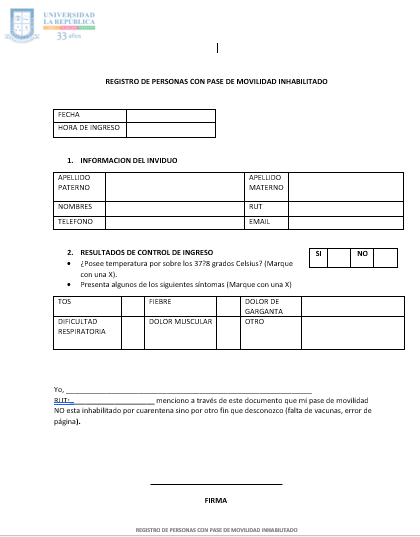 UNIVERSIDAD
LA REPÚBLICA
33 años
REGISTRO DE PERSONAS CON PASE DE MOVILIDAD INHABILITADO
FECHA
HORA DE INGRESO
1. INFORMACION DEL INVIDUO
APELLIDO PATERNO
APELLIDO MATERNO
NOMBRES
RUT
TELEFONO
EMAIL
2. RESULTADOS DE CONTROL DE INGRESO
SI
NO
• ¿Posee temperatura por sobre los 37?8 grados Celsius? (Marque
con una X).
• Presenta algunos de los siguientes síntomas (Marque con una X)
TOS
FIEBRE
DOLOR DE GARGANTA
DIFICULTAD RESPIRATORIA
DOLOR MUSCULAR
OTRO
Yo, ____________________
RUT:____________________ menciono a través de este documento que mi pase de movilidad
NO esta inhabilitado por cuarentena sino por otro fin que desconozco (falta de vacunas, error de
página).
FIRMA
REGISTRO DE PERSONAS CON PASE DE MOVILIDAD INHABILITADO